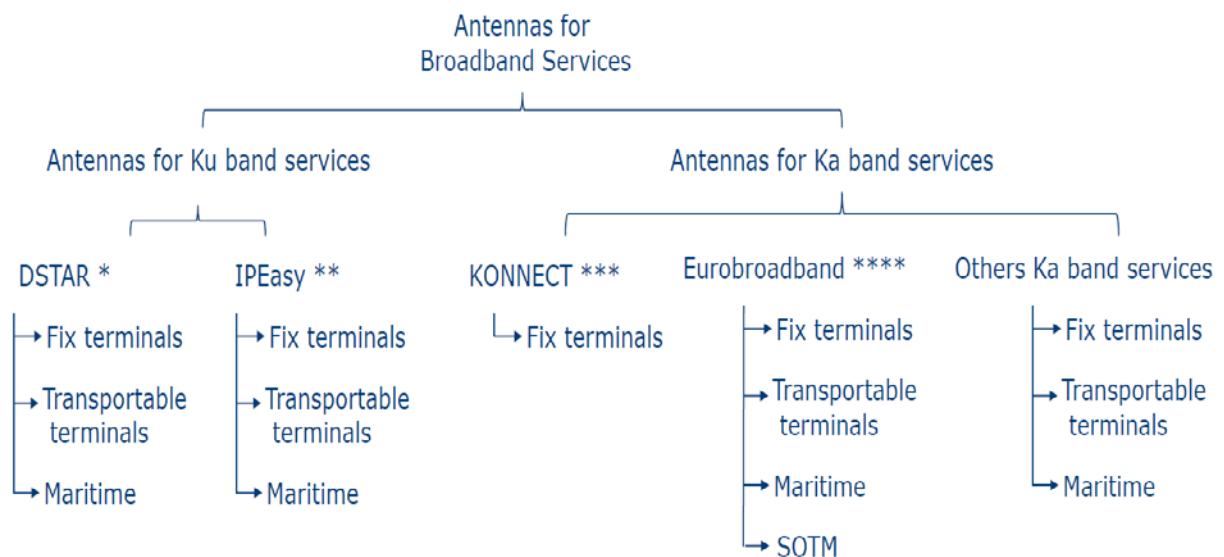 Antennas for
Broadband Services
Antennas for Ku band services
Antennas for Ka band services
DSTAR *
IPEasy **
KONNECT ***
Eurobroadband ****
Others Ka band services
Fix terminals
Transportable
terminals
Maritime
Fix terminals
Transportable
terminals
Maritime
Fix terminals
Fix terminals
Transportable
terminals
Maritime
SOTM
Fix terminals
Transportable
terminals
Maritime